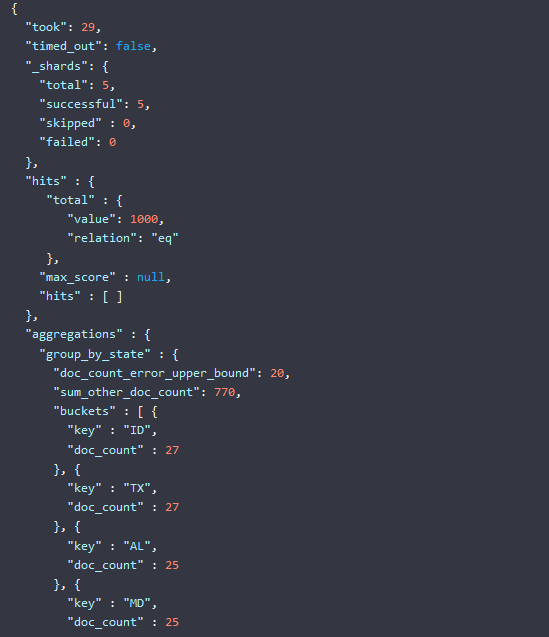 {
  "took": 29,
  "timed_out": false,
  "_shards": {
    "total": 5,
    "successful": 5,
    "skipped" : 0,
    "failed": 0
  },
  "hits" : {
     "total" : {
        "value": 1000,
        "relation": "eq"
     },
    "max_score" : null,
    "hits" : [ ]
  },
  "aggregations" : {
    "group_by_state" : {
      "doc_count_error_upper_bound": 20,
      "sum_other_doc_count": 770,
      "buckets" : [ {
        "key" : "ID",
        "doc_count" : 27
      }, {
        "key" : "TX",
        "doc_count" : 27
      }, {
        "key" : "AL",
        "doc_count" : 25
      }, {
        "key" : "MD",
        "doc_count" : 25